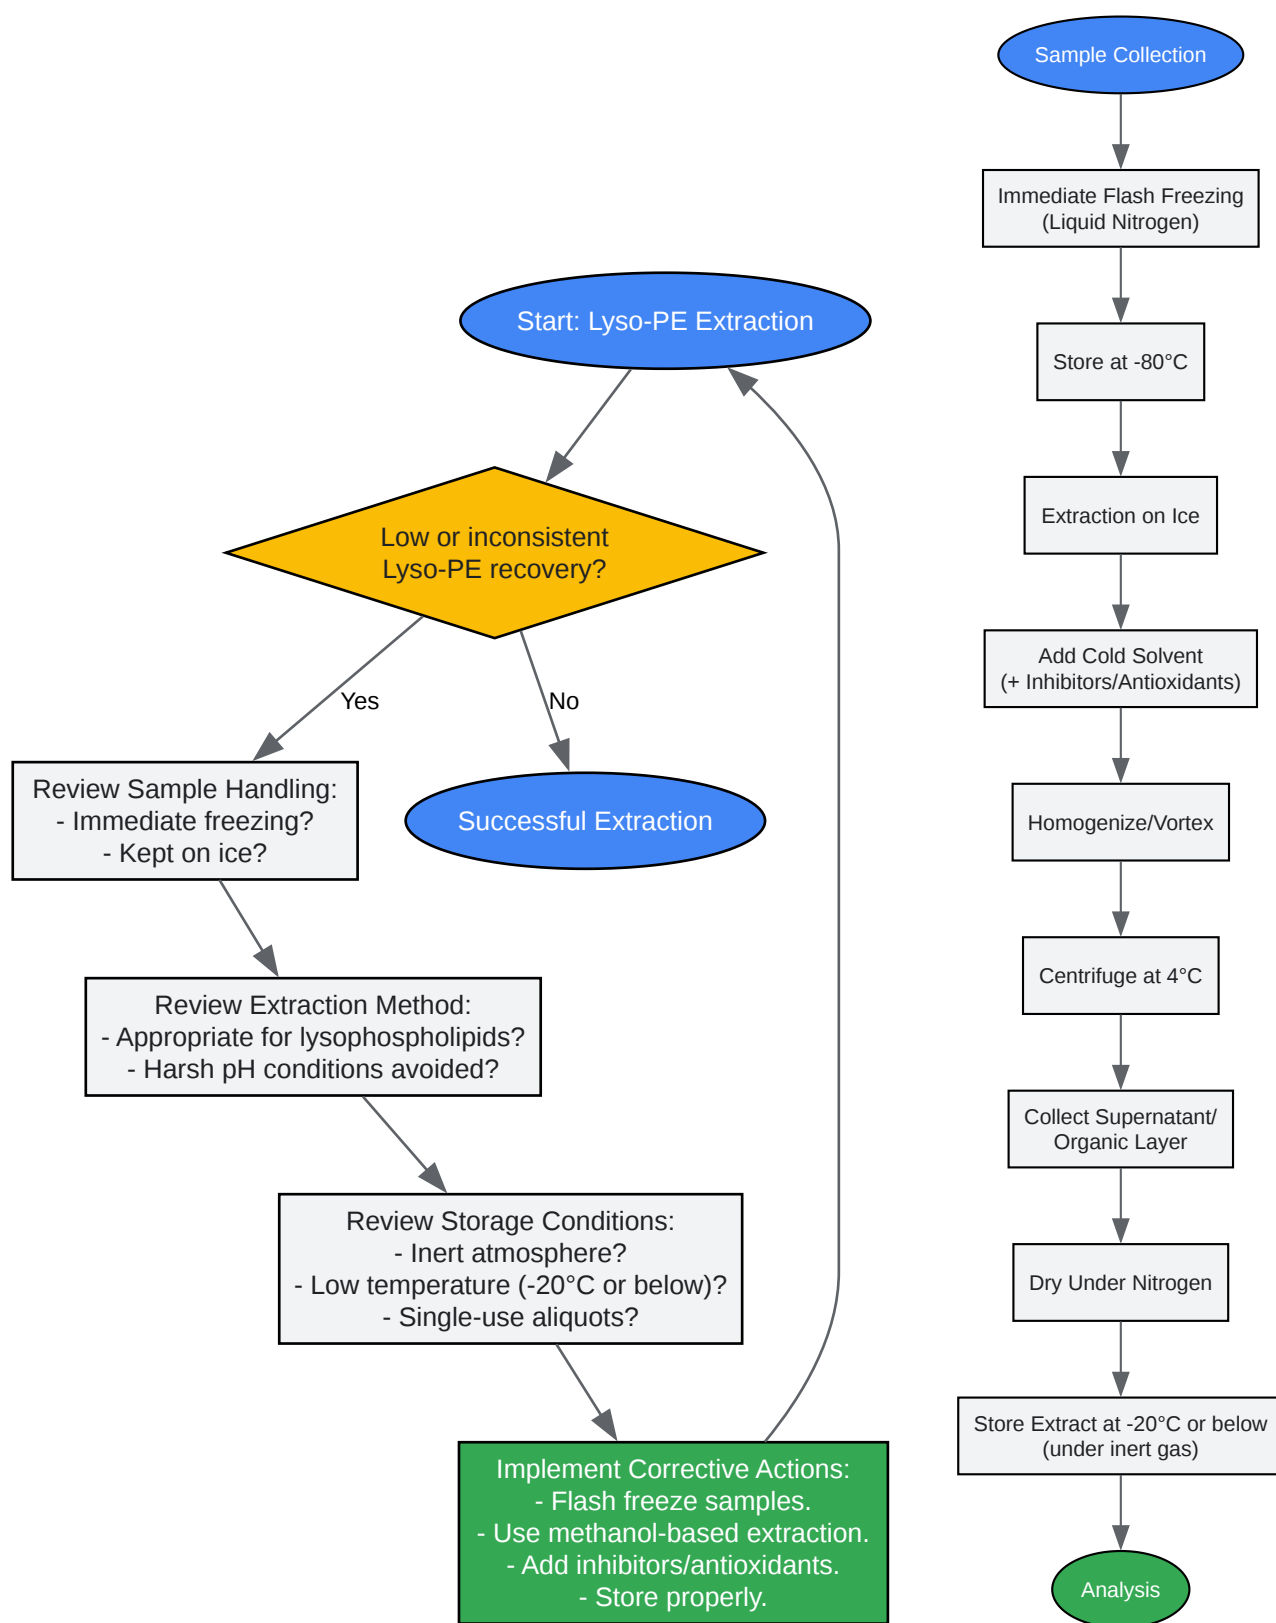 Start: Lyso-PE Extraction
Low or inconsistent
Lyso-PE recovery?
Yes
No
Review Sample Handling:
- Immediate freezing?
- Kept on ice?
Successful Extraction
Review Extraction Method:
- Appropriate for lysophospholipids?
- Harsh pH conditions avoided?
Review Storage Conditions:
- Inert atmosphere?
- Low temperature (-20°C or below)?
- Single-use aliquots?
Implement Corrective Actions:
- Flash freeze samples.
- Use methanol-based extraction.
- Add inhibitors/antioxidants.
- Store properly.
Sample Collection
Immediate Flash Freezing
(Liquid Nitrogen)
Store at -80°C
Extraction on Ice
Add Cold Solvent
(+ Inhibitors/Antioxidants)
Homogenize/Vortex
Centrifuge at 4°C
Collect Supernatant/
Organic Layer
Dry Under Nitrogen
Store Extract at -20°C or below
(under inert gas)
Analysis